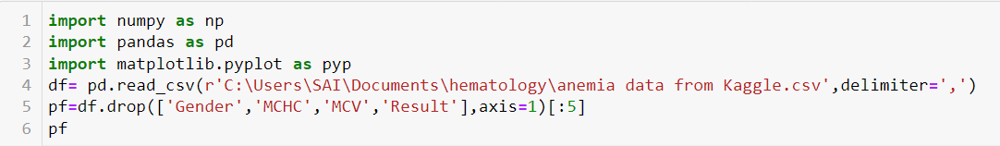 1 import numpy as np
2 import pandas as pd
3 import matplotlib.pyplot as pyp
4 df= pd.read_csv(r'C:\Users\SAI\Documents\hematology\anemia data from Kaggle.csv',delimiter=',')
5 pf=df.drop(['Gender','MCHC','MCV','Result'],axis=1)[:5]
6 pf